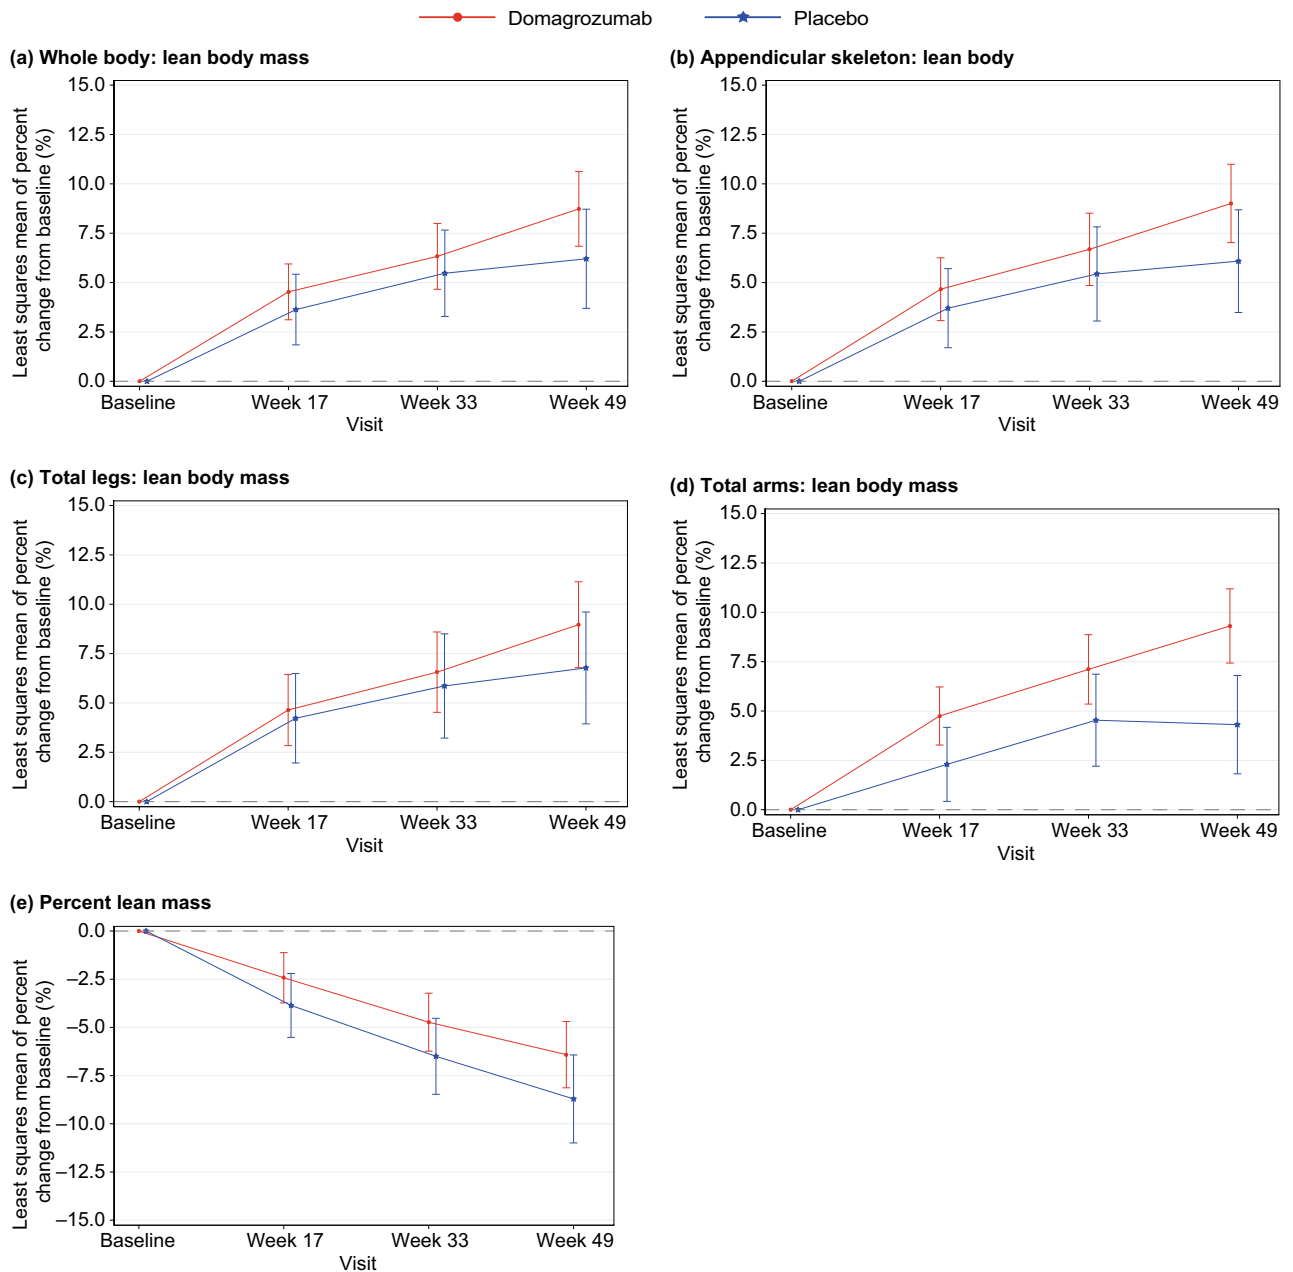 Domagrozumab
Placebo
(a) Whole body: lean body mass
Least squares mean of percent
change from baseline (%)
15.0
12.5
10.0
7.5
5.0
2.5
0.0
Baseline
Week 17
Week 33
Week 49
Visit
(b) Appendicular skeleton: lean body
Least squares mean of percent
change from baseline (%)
15.0
12.5
10.0
7.5
5.0
2.5
0.0
Baseline
Week 17
Week 33
Week 49
Visit
(c) Total legs: lean body mass
Least squares mean of percent
change from baseline (%)
15.0
12.5
10.0
7.5
5.0
2.5
0.0
Baseline
Week 17
Week 33
Week 49
Visit
(d) Total arms: lean body mass
Least squares mean of percent
change from baseline (%)
15.0
12.5
10.0
7.5
5.0
2.5
0.0
Baseline
Week 17
Week 33
Week 49
Visit
(e) Percent lean mass
Least squares mean of percent
change from baseline (%)
0.0
–2.5
–5.0
–7.5
–10.0
–12.5
–15.0
Baseline
Week 17
Week 33
Week 49
Visit